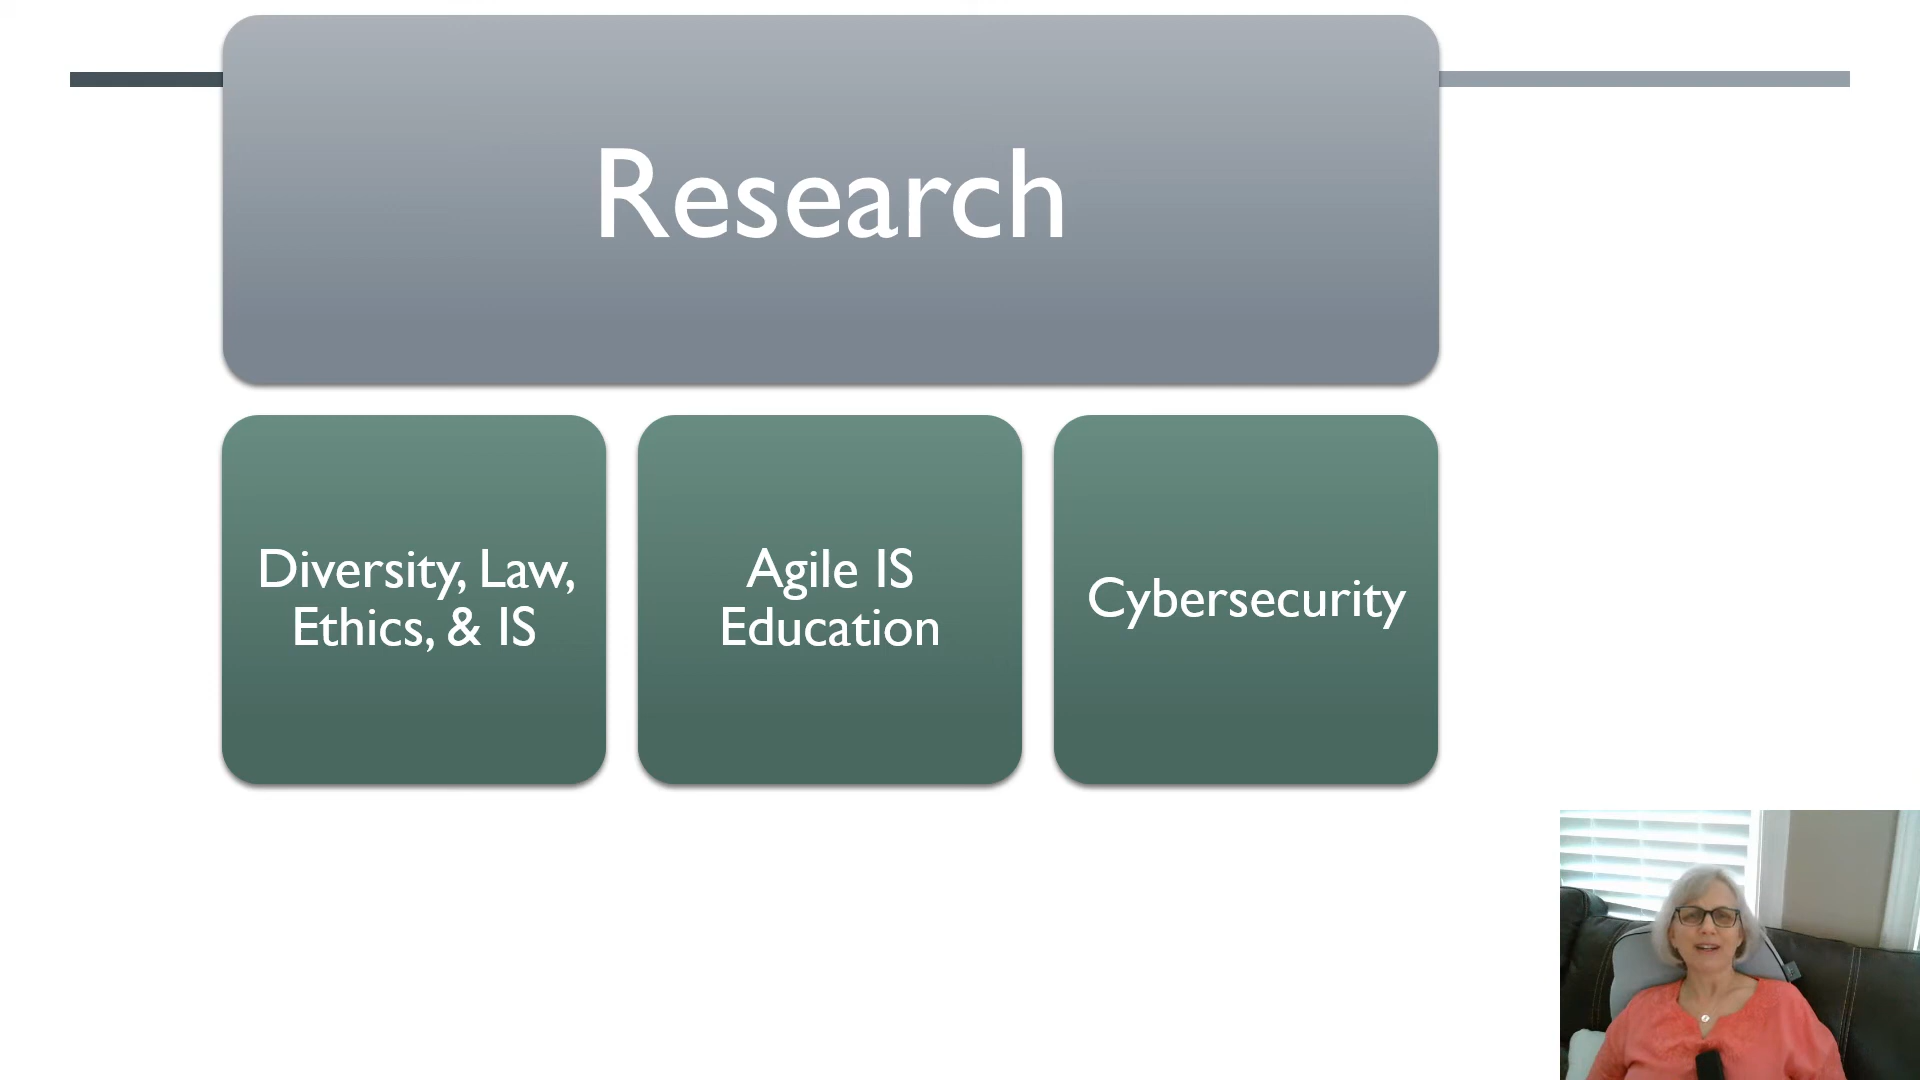 Research
Diversity, Law,
Ethics, & IS
Agile IS
Education
Cybersecurity